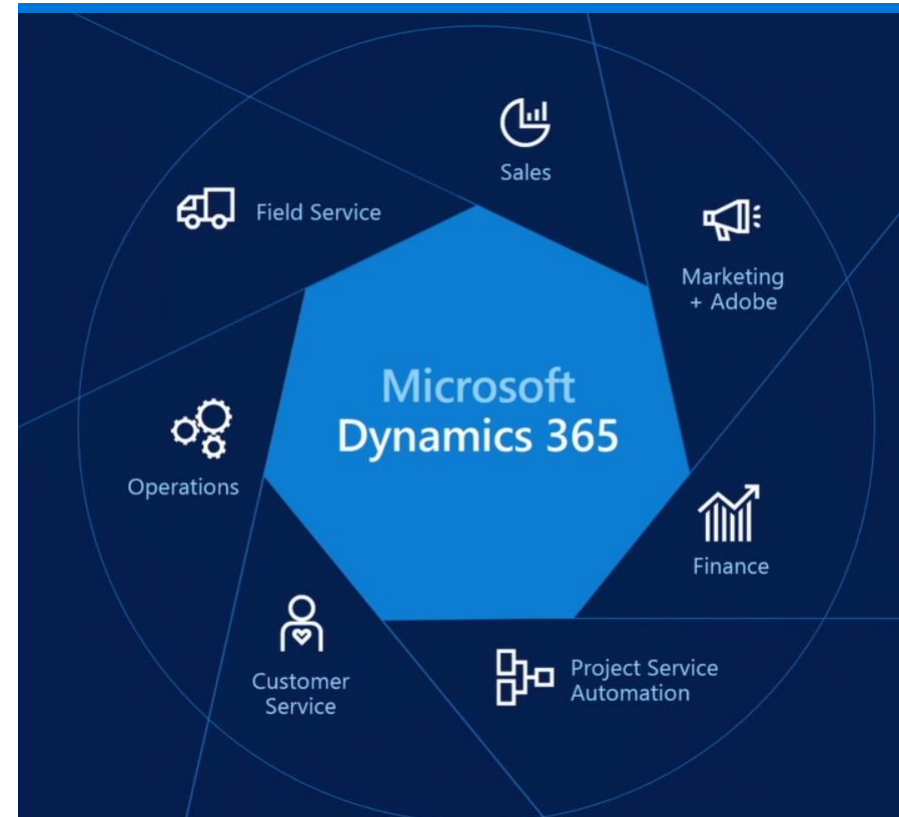 Sales
Field Service
Marketing
+ Adobe
Microsoft
Dynamics 365
Operations
Finance
Project Service
Automation
Customer
Service